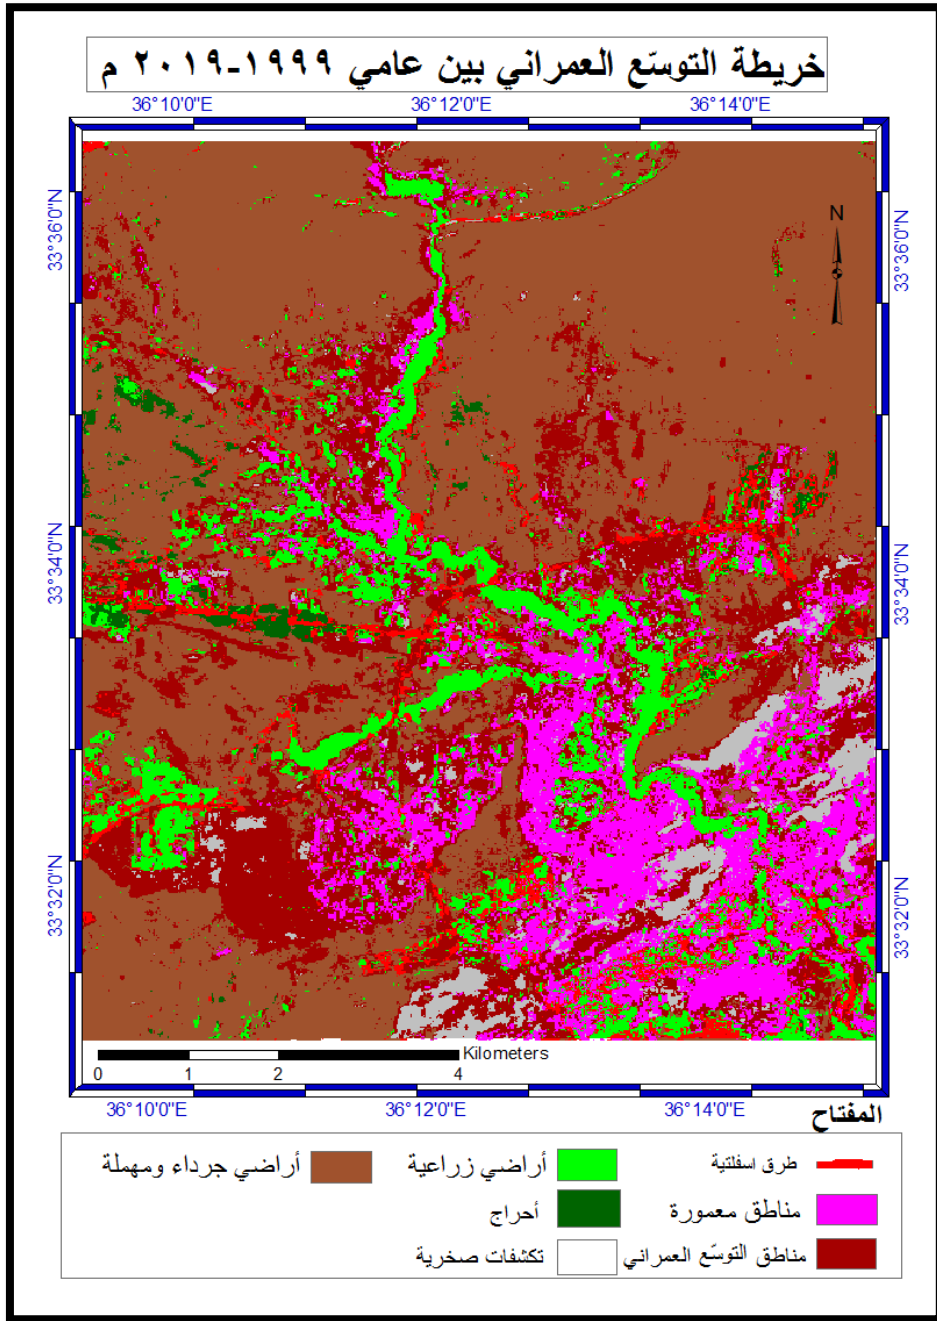 خريطة التوسّع العمراني بين عامي ١٩٩٩-٢٠١٩ م
36°10'0"E 36°12'0"E 36°14'0"E
33°36'0"N
33°34'0"N
33°32'0"N
N
33°36'0"N
33°34'0"N
33°32'0"N
Kilometers
0 1 2 4
36°10'0"E 36°12'0"E 36°14'0"E
المفتاح
طرق اسفلتية
أراضي زراعية
أراضي جرداء ومهملة
مناطق معمورة
أحراج
مناطق التوسّع العمراني
تكشفات صخرية